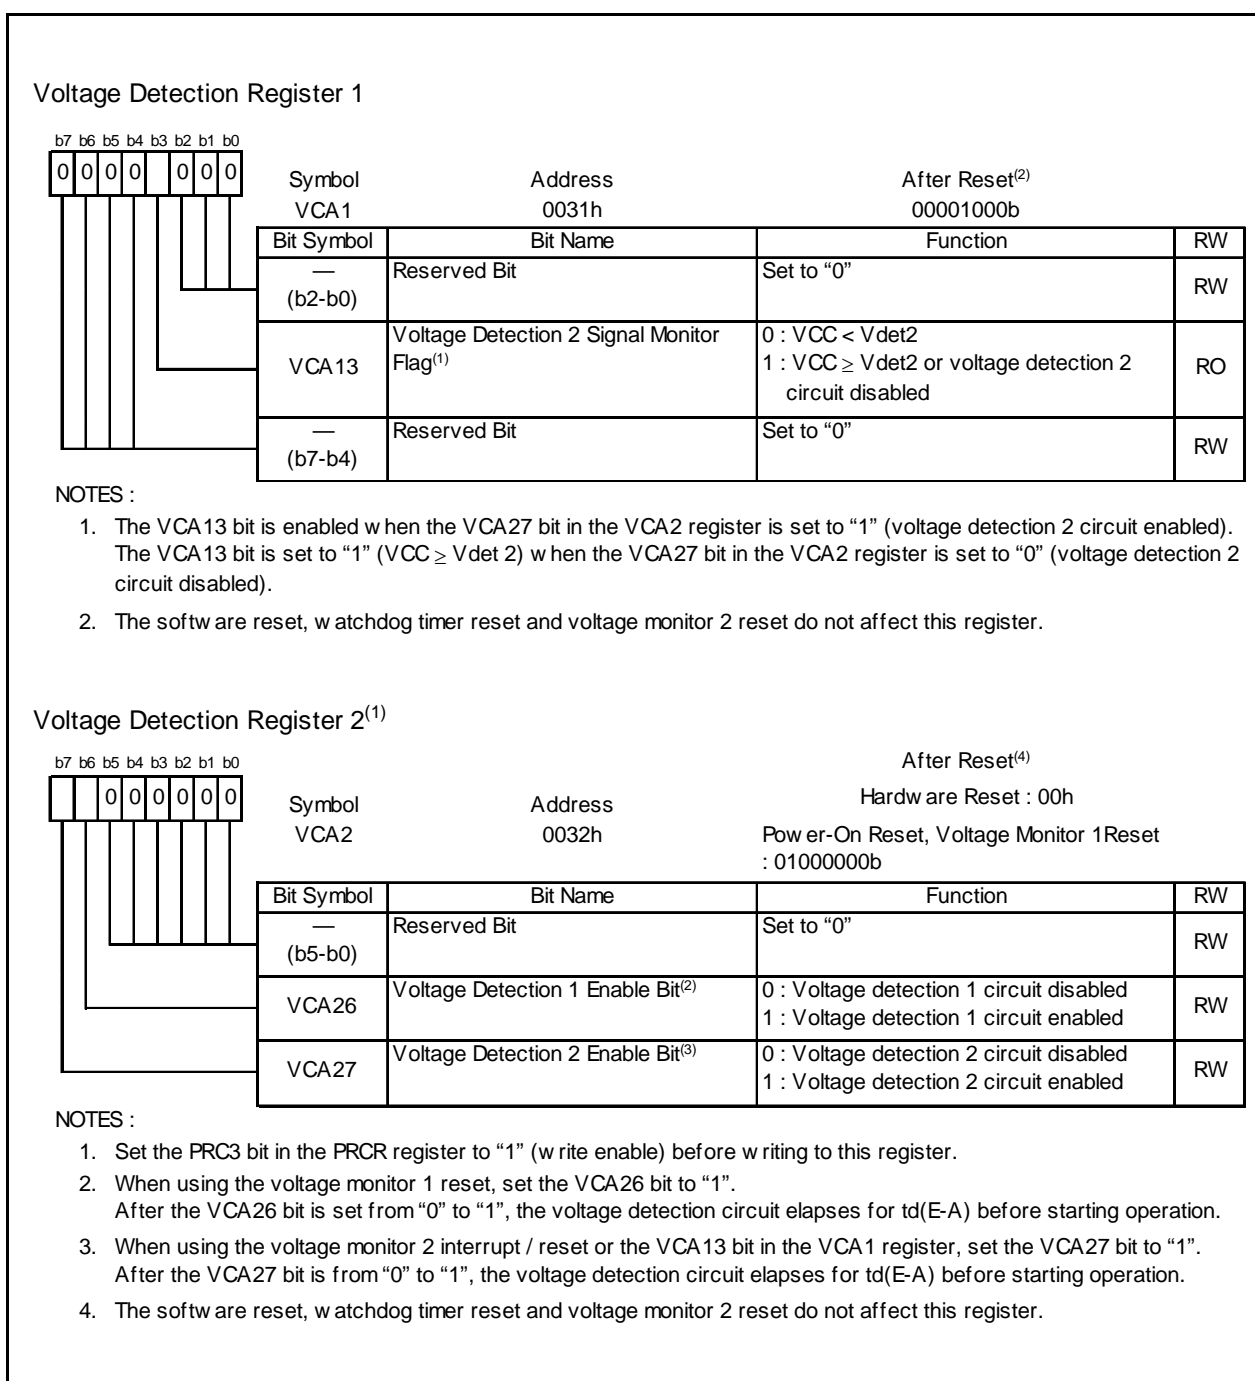 Voltage Detection Register 1
b7 b6 b5 b4 b3 b2 b1 b0
0 0 0 0 0 0 0
Symbol Address After Reset(2)
VCA1 0031h 00001000b
Bit Symbol Bit Name Function RW
— (b2-b0) Reserved Bit Set to “0” RW
VCA13 Voltage Detection 2 Signal Monitor Flag(1) 0 : VCC < Vdet2 RO
1 : VCC ≥ Vdet2 or voltage detection 2
circuit disabled
— (b7-b4) Reserved Bit Set to “0” RW
NOTES :
1. The VCA13 bit is enabled when the VCA27 bit in the VCA2 register is set to “1” (voltage detection 2 circuit enabled).
The VCA13 bit is set to “1” (VCC ≥ Vdet 2) when the VCA27 bit in the VCA2 register is set to “0” (voltage detection 2
circuit disabled).
2. The software reset, watchdog timer reset and voltage monitor 2 reset do not affect this register.
Voltage Detection Register 2(1)
b7 b6 b5 b4 b3 b2 b1 b0
0 0 0 0 0 0
Symbol Address After Reset(4)
VCA2 0032h Hardware Reset : 00h
Power-On Reset, Voltage Monitor 1Reset
: 01000000b
Bit Symbol Bit Name Function RW
— (b5-b0) Reserved Bit Set to “0” RW
VCA26 Voltage Detection 1 Enable Bit(2) 0 : Voltage detection 1 circuit disabled RW
1 : Voltage detection 1 circuit enabled
VCA27 Voltage Detection 2 Enable Bit(3) 0 : Voltage detection 2 circuit disabled RW
1 : Voltage detection 2 circuit enabled
NOTES :
1. Set the PRC3 bit in the PRCR register to “1” (write enable) before writing to this register.
2. When using the voltage monitor 1 reset, set the VCA26 bit to “1”.
After the VCA26 bit is set from “0” to “1”, the voltage detection circuit elapses for td(E-A) before starting operation.
3. When using the voltage monitor 2 interrupt / reset or the VCA13 bit in the VCA1 register, set the VCA27 bit to “1”.
After the VCA27 bit is from “0” to “1”, the voltage detection circuit elapses for td(E-A) before starting operation.
4. The software reset, watchdog timer reset and voltage monitor 2 reset do not affect this register.